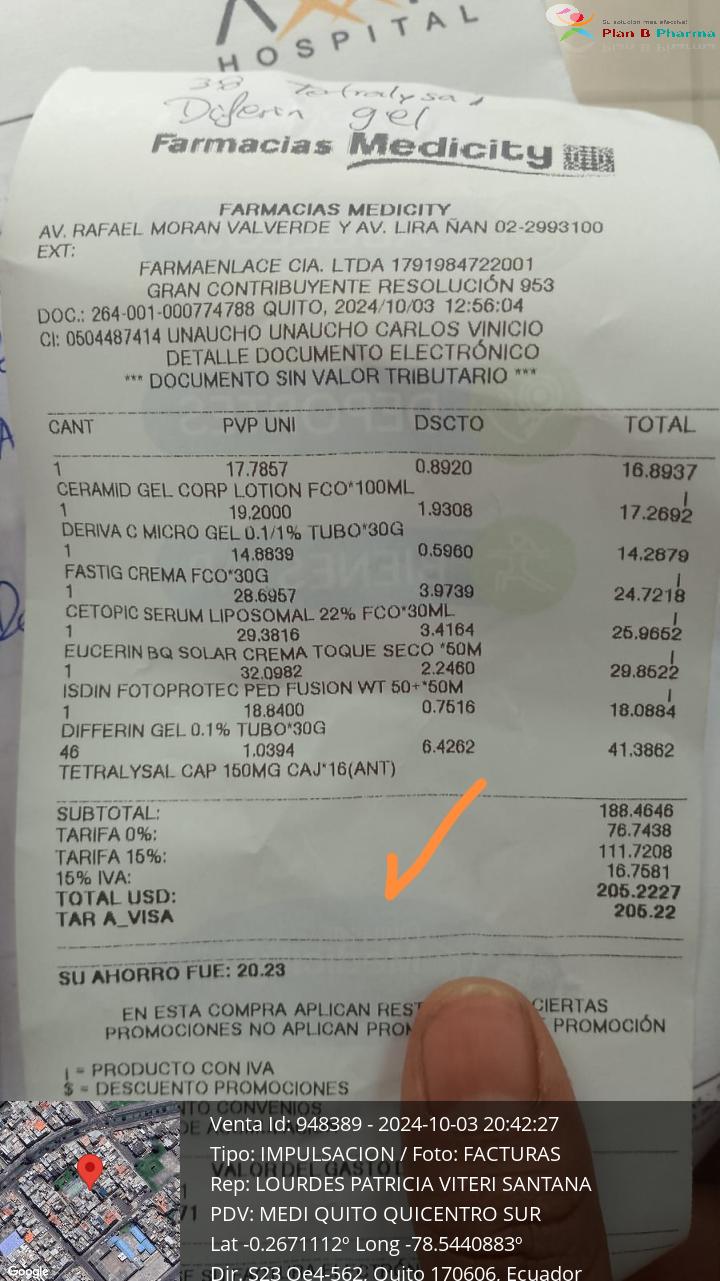 HOSPITAL
Su solución mas efectiva!
Plan B Pharma
38 Tetralysal
Diferin gel
Farmacias Medicity
FARMACIAS MEDICITY
AV. RAFAEL MORAN VALVERDE Y AV. LIRA ÑAN 02-2993100
EXT:
FARMAENLACE CIA. LTDA 1791984722001
GRAN CONTRIBUYENTE RESOLUCIÓN 953
DOC.: 264-001-000774788 QUITO, 2024/10/03 12:56:04
CI: 0504487414 UNAUCHO UNAUCHO CARLOS VINICIO
DETALLE DOCUMENTO ELECTRÓNICO
*** DOCUMENTO SIN VALOR TRIBUTARIO ***
CANT PVP UNI DSCTO TOTAL
1 17.7857 0.8920 16.8937
CERAMID GEL CORP LOTION FCO*100ML |
1 19.2000 1.9308 17.2692
DERIVA C MICRO GEL 0.1/1% TUBO*30G
1 14.8839 0.5960 14.2879
FASTIG CREMA FCO*30G |
1 28.6957 3.9739 24.7218
CETOPIC SERUM LIPOSOMAL 22% FCO*30ML |
1 29.3816 3.4164 25.9652
EUCERIN BQ SOLAR CREMA TOQUE SECO *50M |
1 32.0982 2.2460 29.8522
ISDIN FOTOPROTEC PED FUSION WT 50+*50M |
1 18.8400 0.7516 18.0884
DIFFERIN GEL 0.1% TUBO*30G
46 1.0394 6.4262 41.3862
TETRALYSAL CAP 150MG CAJ*16(ANT)
SUBTOTAL: 188.4646
TARIFA 0%: 76.7438
TARIFA 15%: 111.7208
15% IVA: 16.7581
TOTAL USD: 205.2227
TAR A_VISA 205.22
SU AHORRO FUE: 20.23
EN ESTA COMPRA APLICAN REST CIERTAS
PROMOCIONES NO APLICAN PROM PROMOCIÓN
| = PRODUCTO CON IVA
$ = DESCUENTO PROMOCIONES
NTO CONVENIOS
VALOR DEL GASTO
71
Venta Id: 948389 - 2024-10-03 20:42:27
Tipo: IMPULSACION / Foto: FACTURAS
Rep: LOURDES PATRICIA VITERI SANTANA
PDV: MEDI QUITO QUICENTRO SUR
Lat -0.2671112° Long -78.5440883°
Dir. S23 Oe4-562, Quito 170606, Ecuador
Google